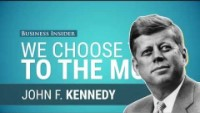 BUSINESS INSIDER
WE CHOOSE
TO THE MO
JOHN F. KENNEDY